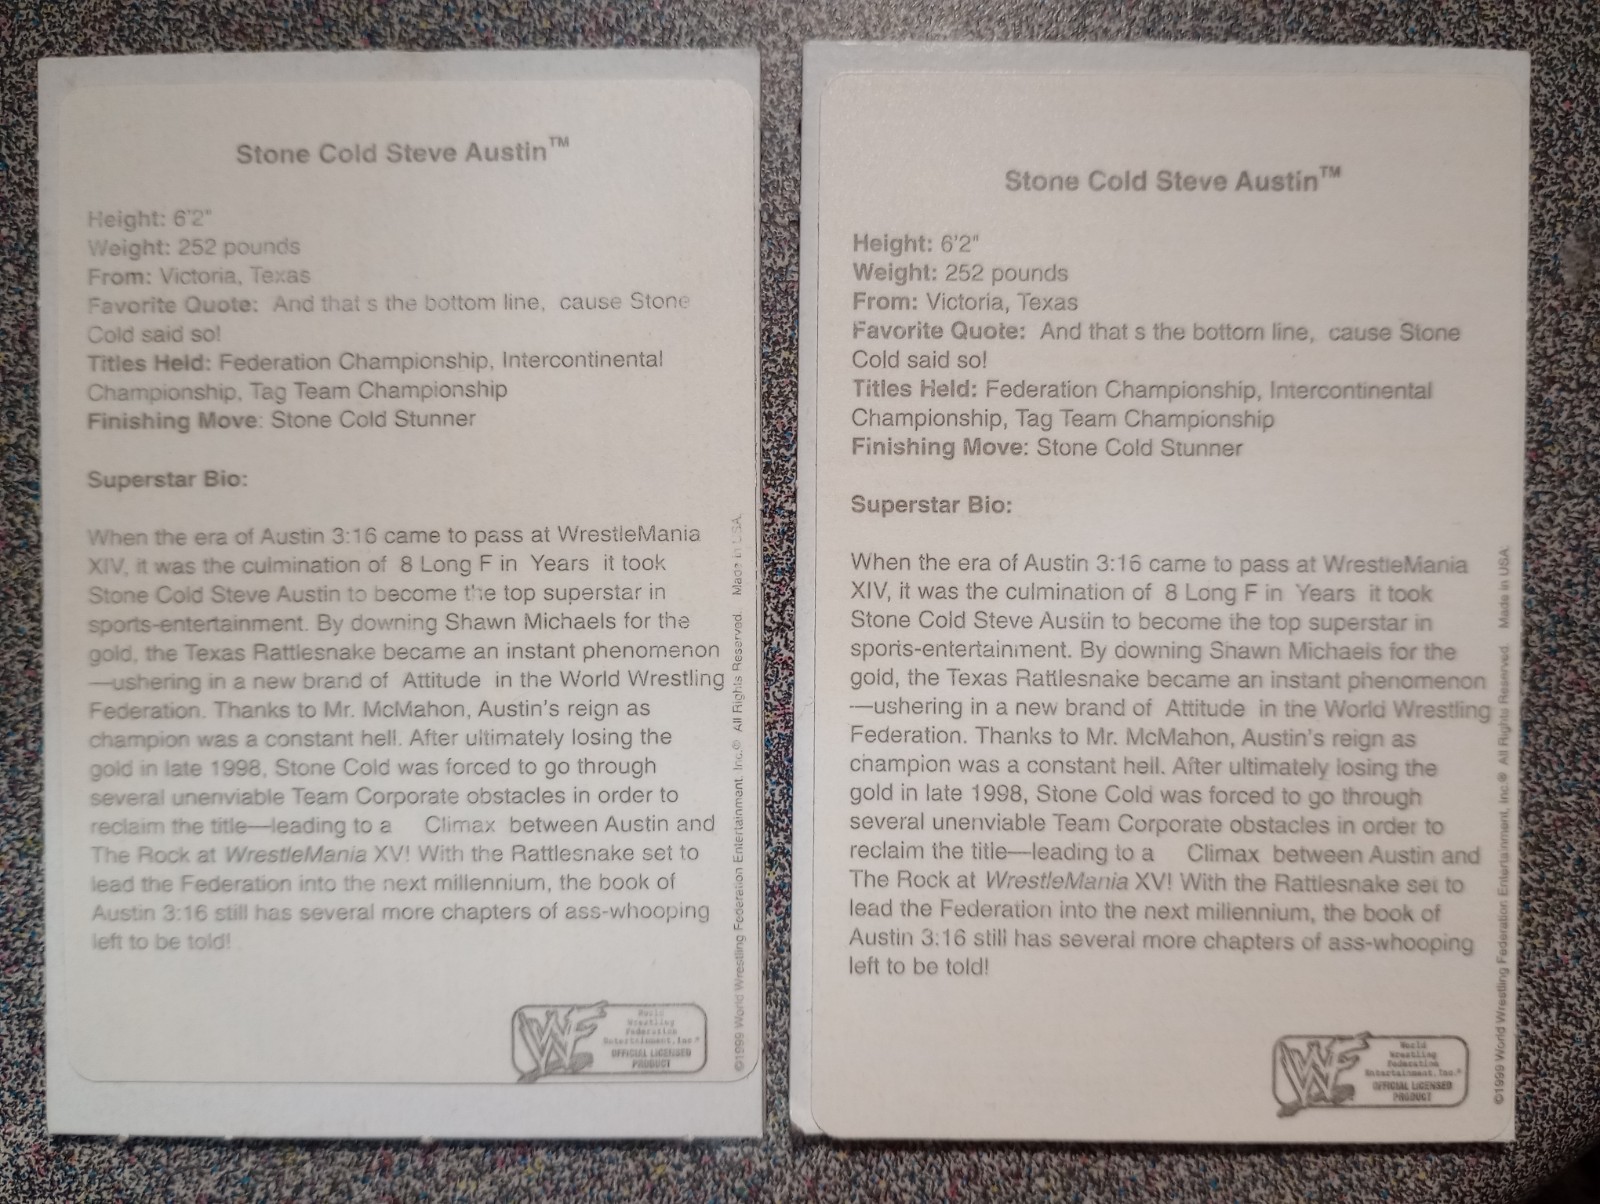 Stone Cold Steve Austin™
Height: 6'2"
Weight: 252 pounds
From: Victoria, Texas
Favorite Quote: And that s the bottom line, cause Stone
Cold said so!
Titles Held: Federation Championship, Intercontinental
Championship, Tag Team Championship
Finishing Move: Stone Cold Stunner
Superstar Bio:
When the era of Austin 3:16 came to pass at WrestleMania
XIV, it was the culmination of 8 Long F in Years it took
Stone Cold Steve Austin to become the top superstar in
sports-entertainment. By downing Shawn Michaels for the
gold, the Texas Rattlesnake became an instant phenomenon
—ushering in a new brand of Attitude in the World Wrestling
Federation. Thanks to Mr. McMahon, Austin's reign as
champion was a constant hell. After ultimately losing the
gold in late 1998, Stone Cold was forced to go through
several unenviable Team Corporate obstacles in order to
reclaim the title—leading to a Climax between Austin and
The Rock at WrestleMania XV! With the Rattlesnake set to
lead the Federation into the next millennium, the book of
Austin 3:16 still has several more chapters of ass-whooping
left to be told!
WF
World
Wrestling
Federation
Entertainment, Inc.®
OFFICIAL LICENSED
PRODUCT
©1999 World Wrestling Federation Entertainment, Inc.® All Rights Reserved. Made in USA.
Stone Cold Steve Austin™
Height: 6'2"
Weight: 252 pounds
From: Victoria, Texas
Favorite Quote: And that s the bottom line, cause Stone
Cold said so!
Titles Held: Federation Championship, Intercontinental
Championship, Tag Team Championship
Finishing Move: Stone Cold Stunner
Superstar Bio:
When the era of Austin 3:16 came to pass at WrestleMania
XIV, it was the culmination of 8 Long F in Years it took
Stone Cold Steve Austin to become the top superstar in
sports-entertainment. By downing Shawn Michaels for the
gold, the Texas Rattlesnake became an instant phenomenon
—ushering in a new brand of Attitude in the World Wrestling
Federation. Thanks to Mr. McMahon, Austin's reign as
champion was a constant hell. After ultimately losing the
gold in late 1998, Stone Cold was forced to go through
several unenviable Team Corporate obstacles in order to
reclaim the title—leading to a Climax between Austin and
The Rock at WrestleMania XV! With the Rattlesnake set to
lead the Federation into the next millennium, the book of
Austin 3:16 still has several more chapters of ass-whooping
left to be told!
WF
World
Wrestling
Federation
Entertainment, Inc.®
OFFICIAL LICENSED
PRODUCT
©1999 World Wrestling Federation Entertainment, Inc.® All Rights Reserved. Made in USA.